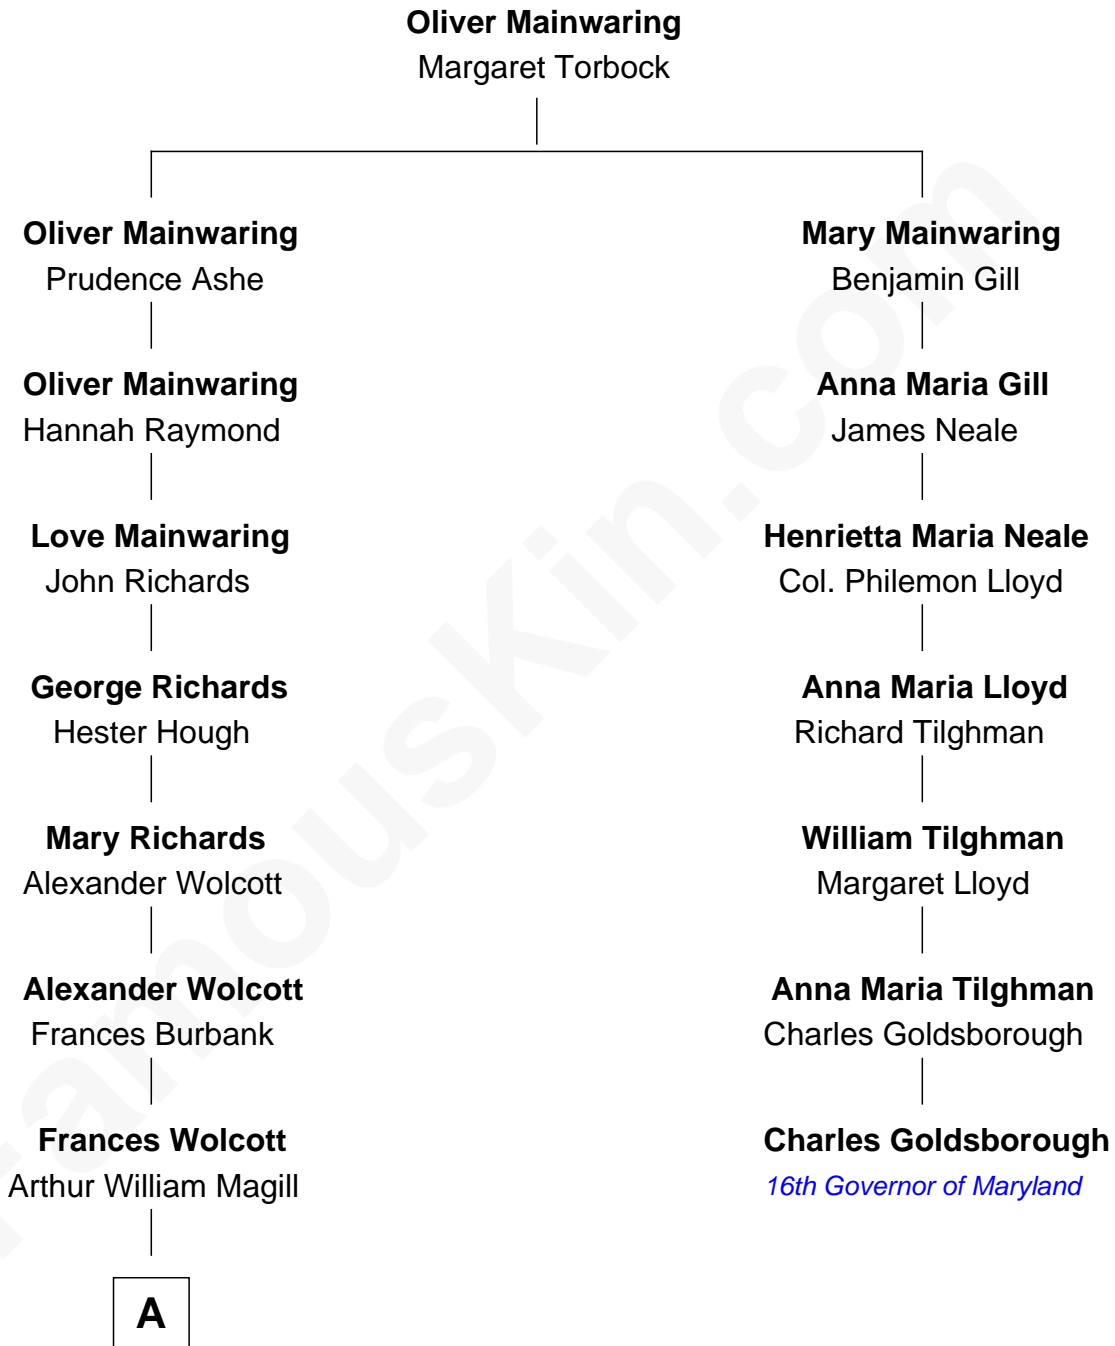 Oliver Mainwaring
Margaret Torbock
Oliver Mainwaring
Prudence Ashe
Mary Mainwaring
Benjamin Gill
Oliver Mainwaring
Hannah Raymond
Anna Maria Gill
James Neale
Love Mainwaring
John Richards
Henrietta Maria Neale
Col. Philemon Lloyd
George Richards
Hester Hough
Anna Maria Lloyd
Richard Tilghman
Mary Richards
Alexander Wolcott
William Tilghman
Margaret Lloyd
Alexander Wolcott
Frances Burbank
Anna Maria Tilghman
Charles Goldsborough
Frances Wolcott
Arthur William Magill
Charles Goldsborough
16th Governor of Maryland
A
FamousKin.com